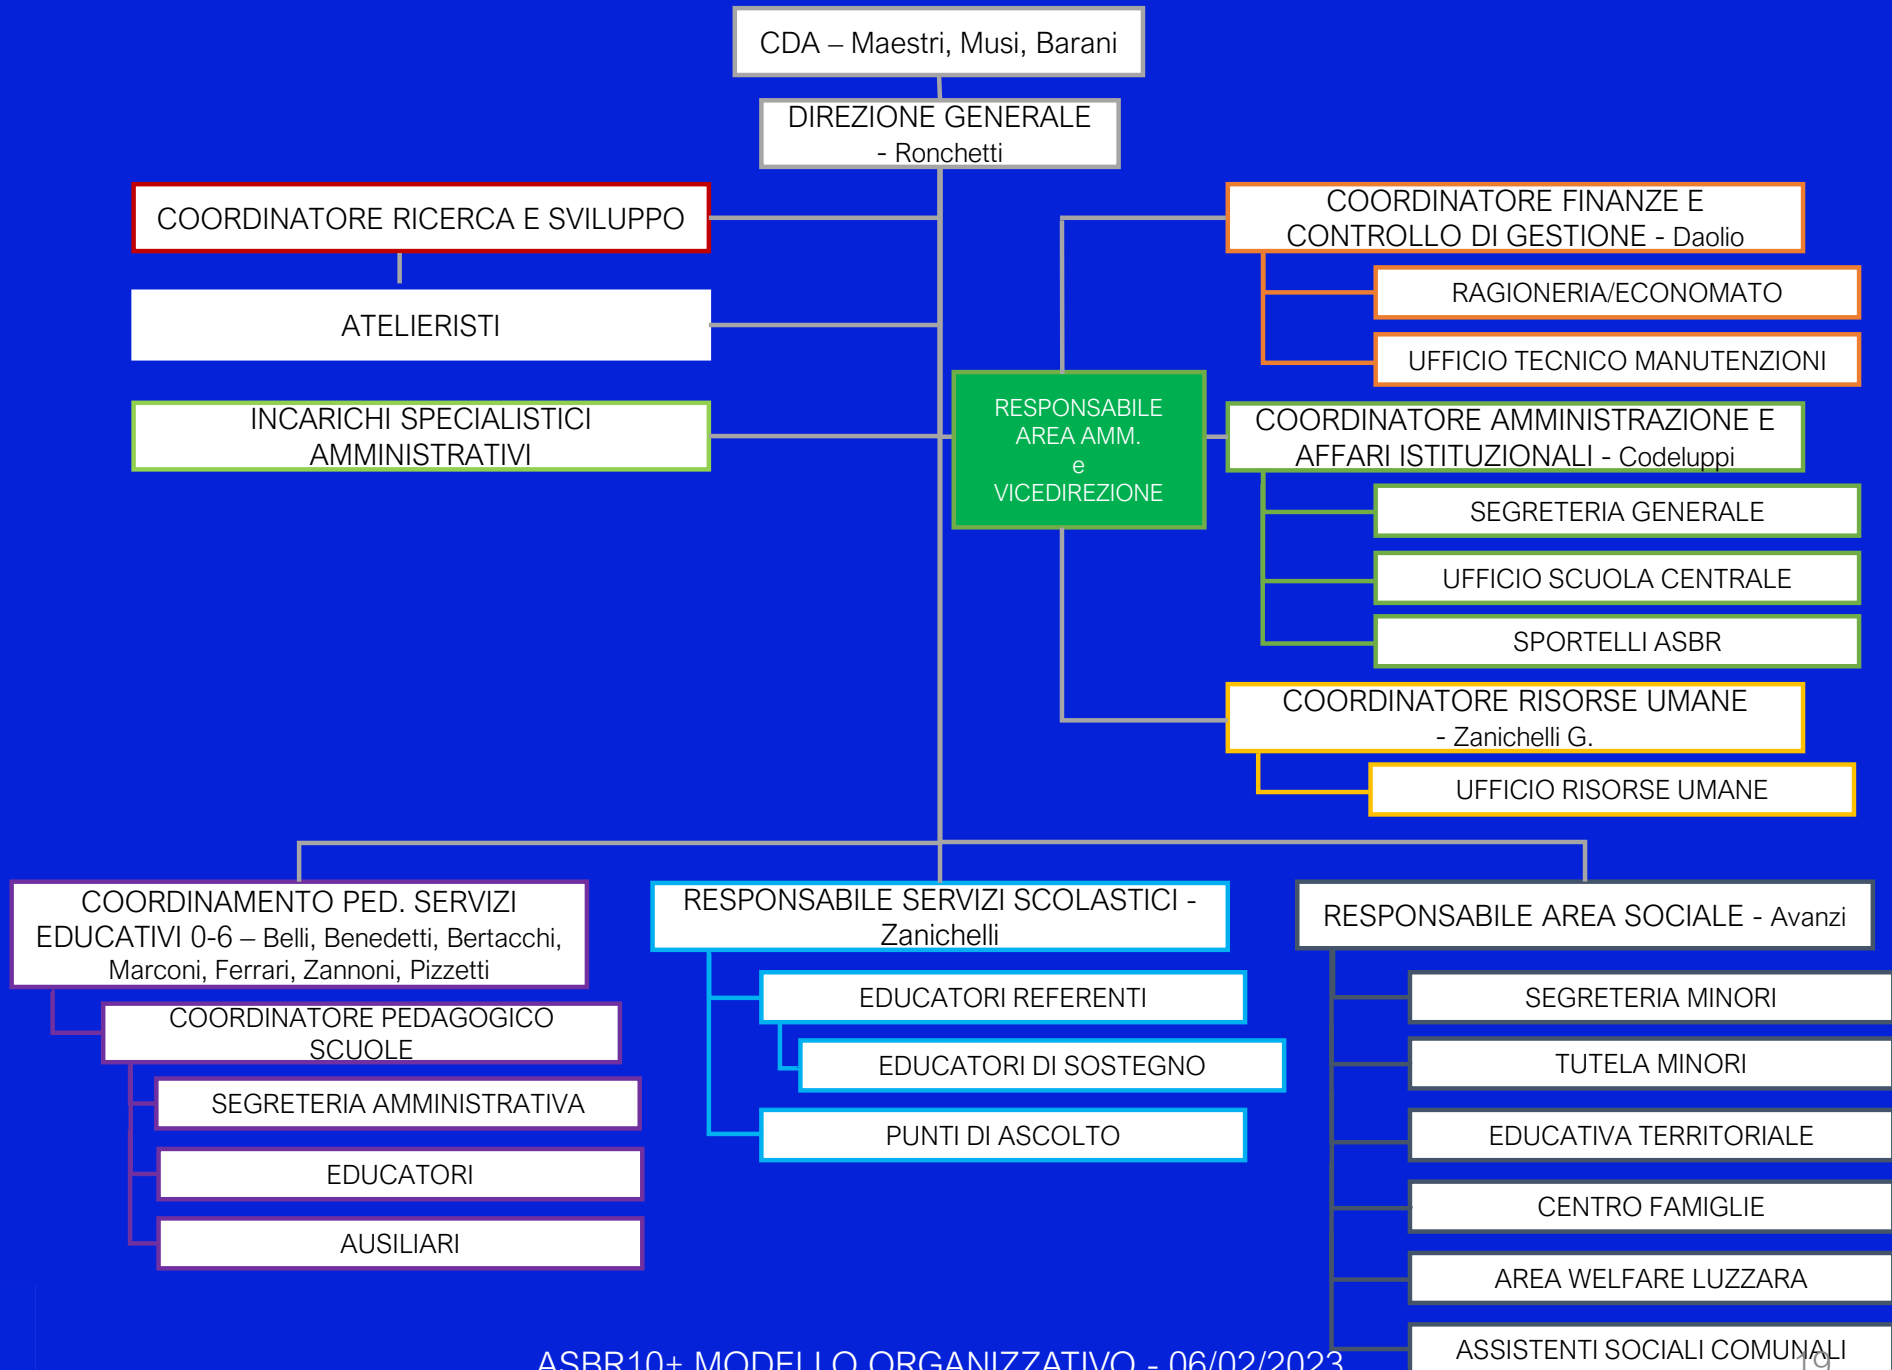 CDA – Maestri, Musi, Barani
DIREZIONE GENERALE
- Ronchetti
COORDINATORE RICERCA E SVILUPPO
ATELIERISTI
INCARICHI SPECIALISTICI
AMMINISTRATIVI
RESPONSABILE
AREA AMM.
e
VICEDIREZIONE
COORDINATORE FINANZE E
CONTROLLO DI GESTIONE - Daolio
RAGIONERIA/ECONOMATO
UFFICIO TECNICO MANUTENZIONI
COORDINATORE AMMINISTRAZIONE E
AFFARI ISTITUZIONALI - Codeluppi
SEGRETERIA GENERALE
UFFICIO SCUOLA CENTRALE
SPORTELLI ASBR
COORDINATORE RISORSE UMANE
- Zanichelli G.
UFFICIO RISORSE UMANE
COORDINAMENTO PED. SERVIZI
EDUCATIVI 0-6 – Belli, Benedetti, Bertacchi,
Marconi, Ferrari, Zannoni, Pizzetti
COORDINATORE PEDAGOGICO
SCUOLE
SEGRETERIA AMMINISTRATIVA
EDUCATORI
AUSILIARI
RESPONSABILE SERVIZI SCOLASTICI -
Zanichelli
EDUCATORI REFERENTI
EDUCATORI DI SOSTEGNO
PUNTI DI ASCOLTO
RESPONSABILE AREA SOCIALE - Avanzi
SEGRETERIA MINORI
TUTELA MINORI
EDUCATIVA TERRITORIALE
CENTRO FAMIGLIE
AREA WELFARE LUZZARA
ASSISTENTI SOCIALI COMUNALI
ASBR10+ MODELLO ORGANIZZATIVO - 06/02/2023
10